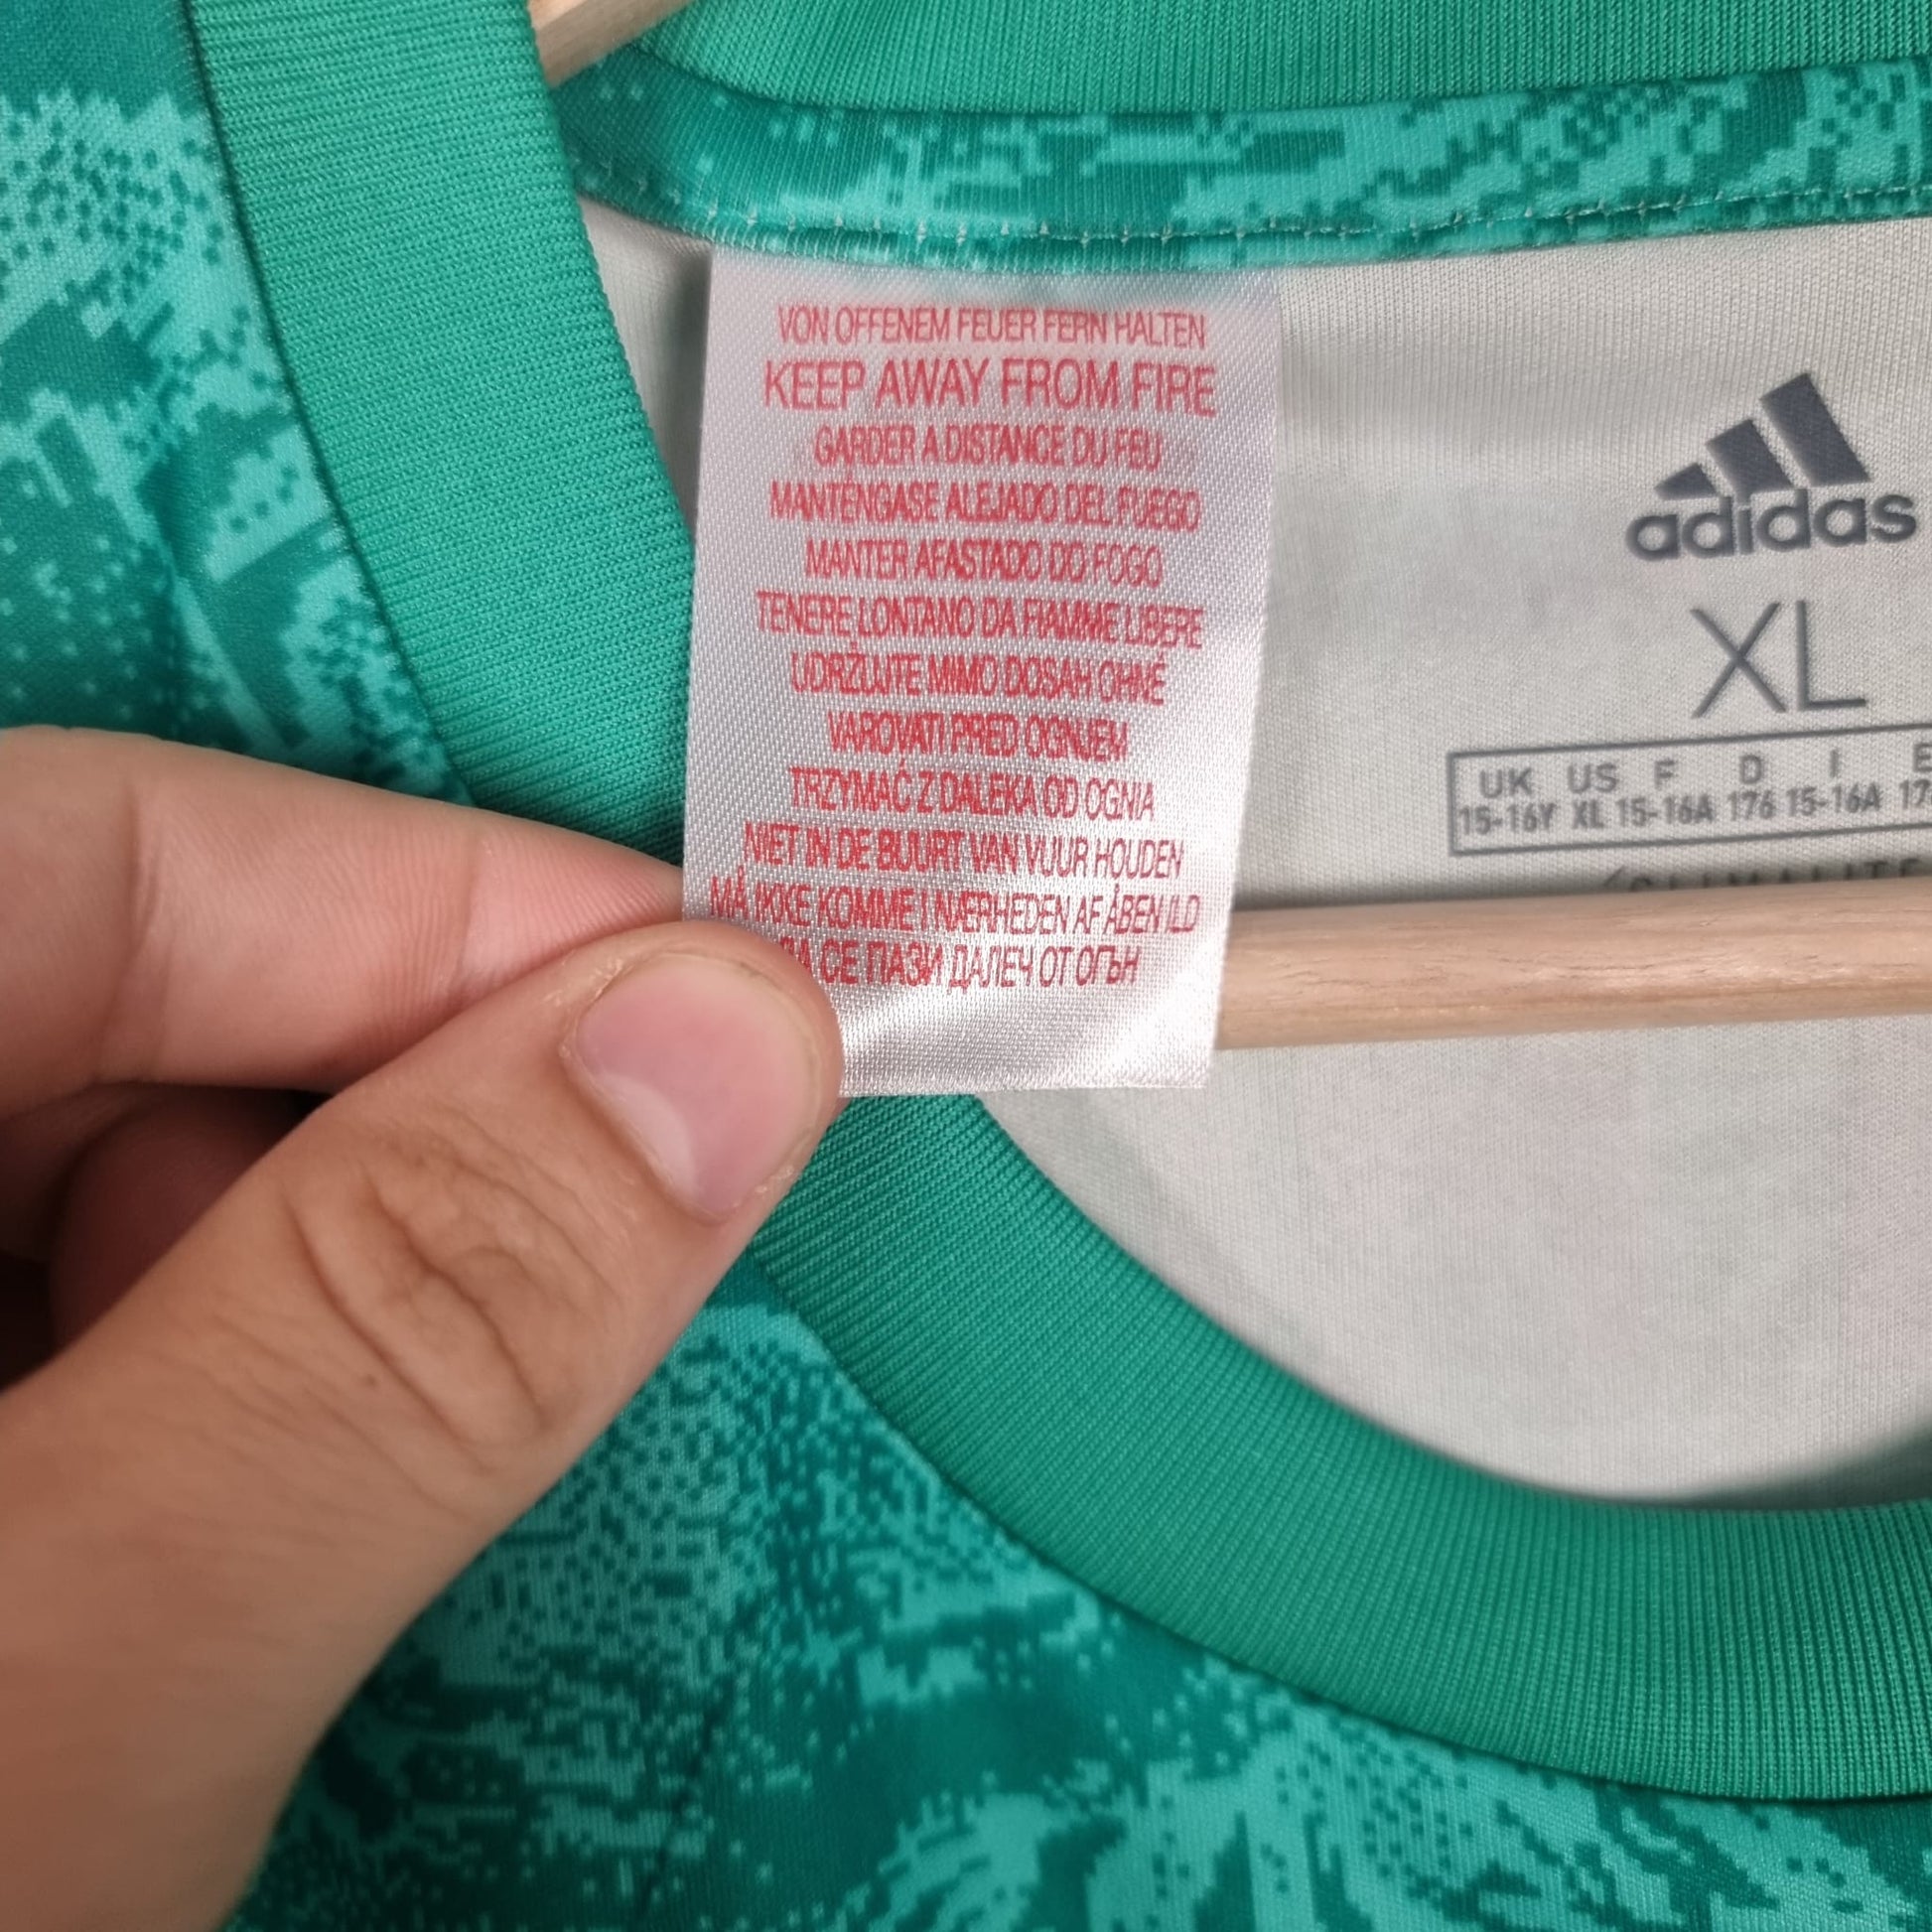 VON OFFENEM FEUER FERN HALTEN
KEEP AWAY FROM FIRE
GARDER A DISTANCE DU FEU
MANTÉNGASE ALEJADO DEL FUEGO
MANTER AFASTADO DO FOGO
TENERE LONTANO DA FIAMME LIBERE
UDRŽUJTE MIMO DOSAH OHNĚ
VAROVATI PRED OGNJEM
TRZYMAĆ Z DALEKA OD OGNIA
NIET IN DE BUURT VAN VUUR HOUDEN
MÅ IKKE KOMME I NÆRHEDEN AF ÅBEN ILD
ДА СЕ ПАЗИ ДАЛЕЧ ОТ ОГЪН
adidas
XL
UK US F D I E
15-16Y XL 15-16A 176 15-16A